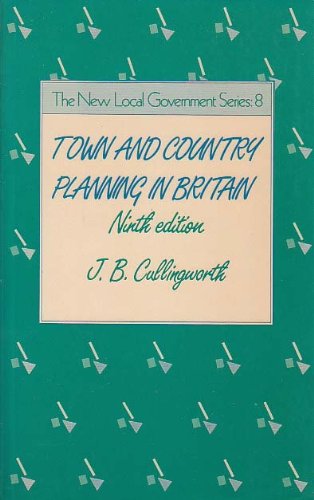 The New Local Government Series: 8
TOWN AND COUNTRY
PLANNING IN BRITAIN
Ninth edition
J. B. Cullingworth